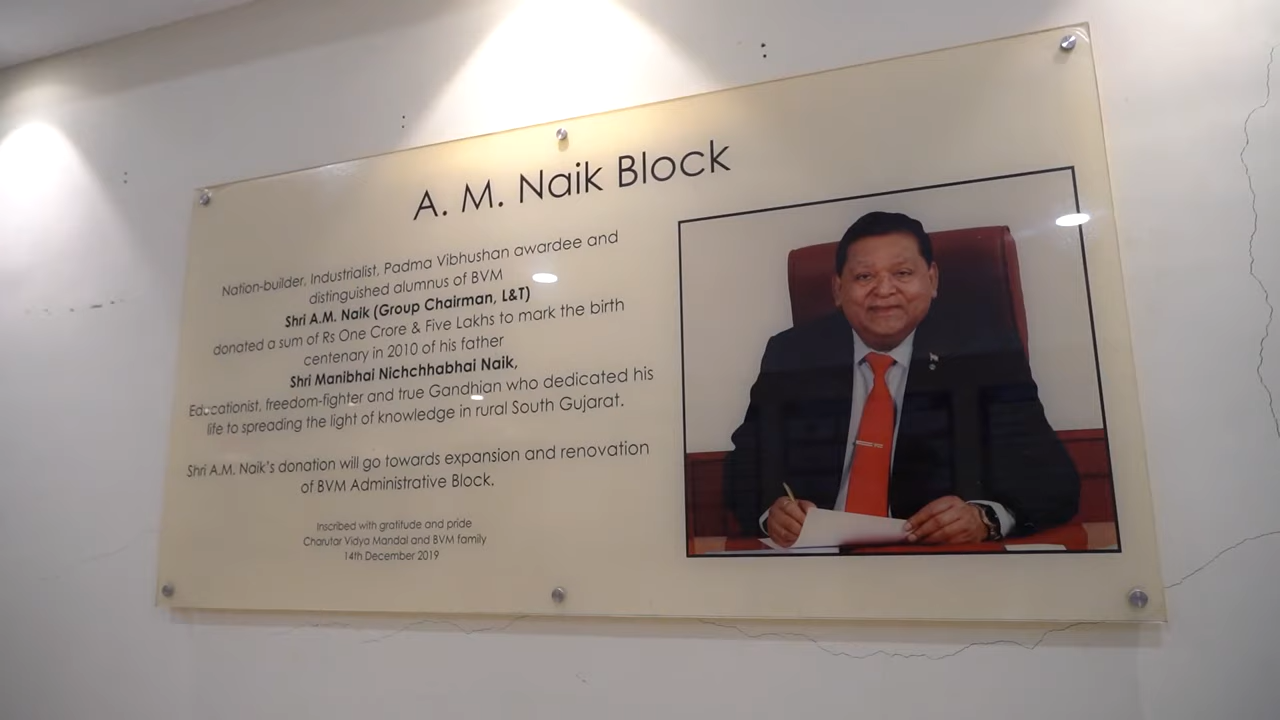 A. M. Naik Block
Nation-builder, Industrialist, Padma Vibhushan awardee and
distinguished alumnus of BVM
Shri A.M. Naik (Group Chairman, L&T)
donated a sum of Rs One Crore & Five Lakhs to mark the birth
centenary in 2010 of his father
Shri Manibhai Nichchhabhai Naik,
Educationist, freedom-fighter and true Gandhian who dedicated his
life to spreading the light of knowledge in rural South Gujarat.
Shri A.M. Naik's donation will go towards expansion and renovation
of BVM Administrative Block.
Inscribed with gratitude and pride
Charutar Vidya Mandal and BVM family
14th December 2019